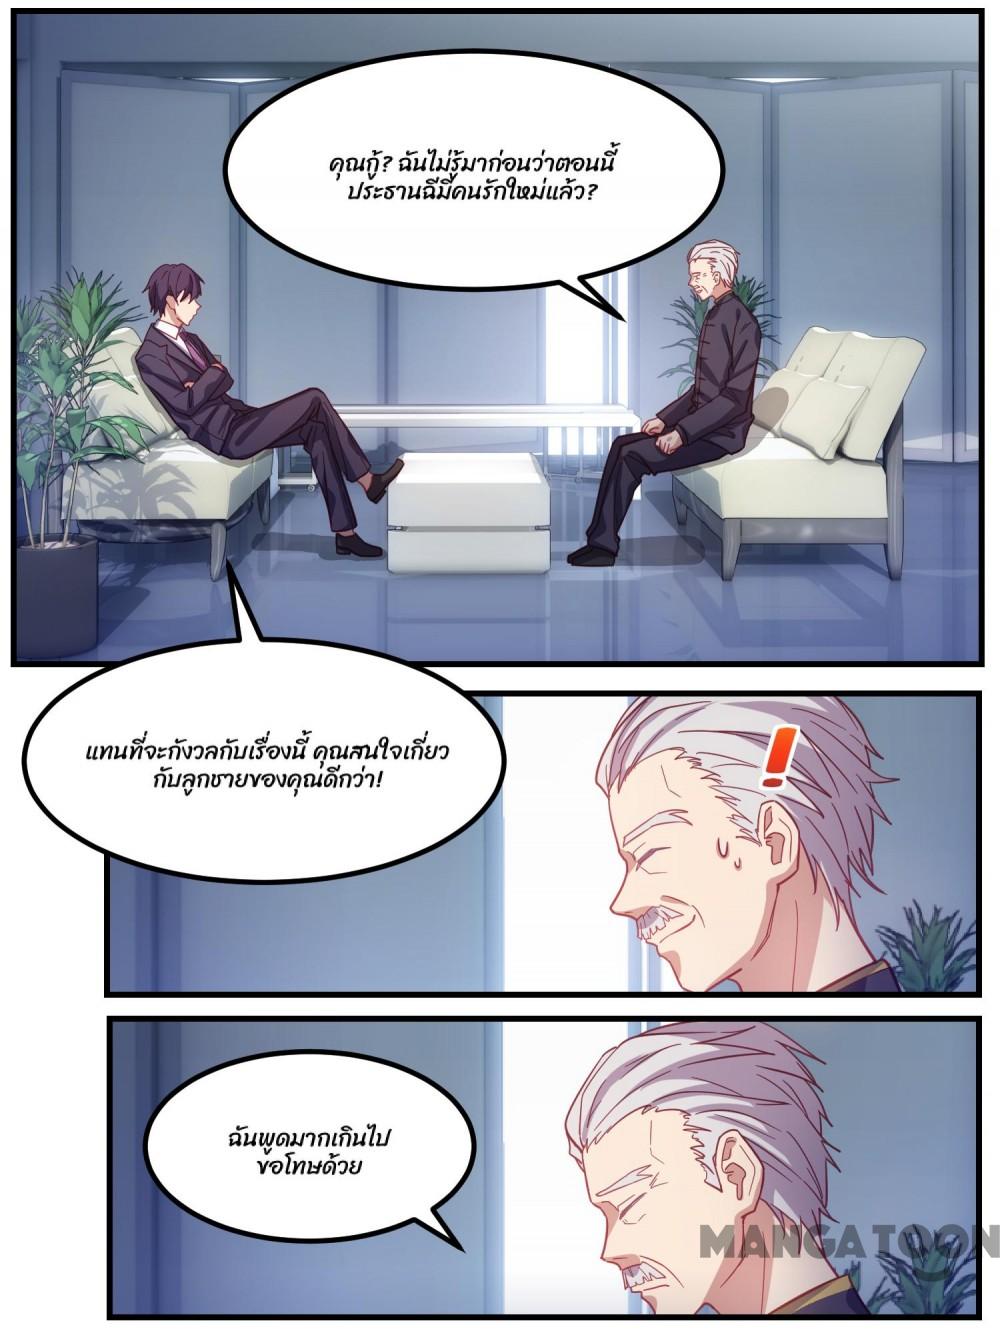 คุณกู้? ฉันไม่รู้มาก่อนว่าตอนนี้
ประธานฉีมีคนรักใหม่แล้ว?
แทนที่จะกังวลกับเรื่องนี้ คุณสนใจเกี่ยว
กับลูกชายของคุณดีกว่า!
ฉันพูดมากเกินไป
ขอโทษด้วย
MANGATOON